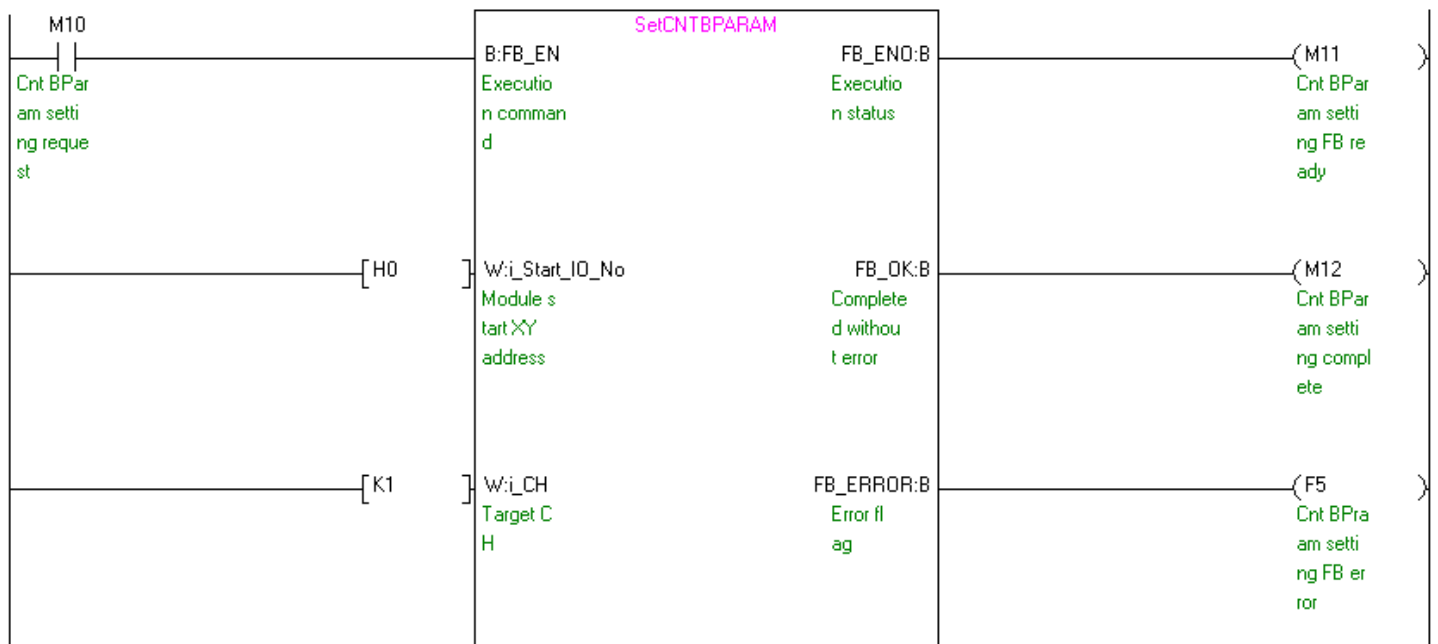 M10
SetCNTBPARAM
B:FB_EN
FB_ENO:B
M11
Cnt BPar
am setti
ng reque
st
Executio
n comman
d
Executio
n status
Cnt BPar
am setti
ng FB re
ady
H0
W:i_Start_IO_No
FB_OK:B
M12
Module s
tart XY
address
Complete
d withou
t error
Cnt BPar
am setti
ng compl
ete
K1
W:i_CH
FB_ERROR:B
F5
Target C
H
Error fl
ag
Cnt BPra
am setti
ng FB er
ror